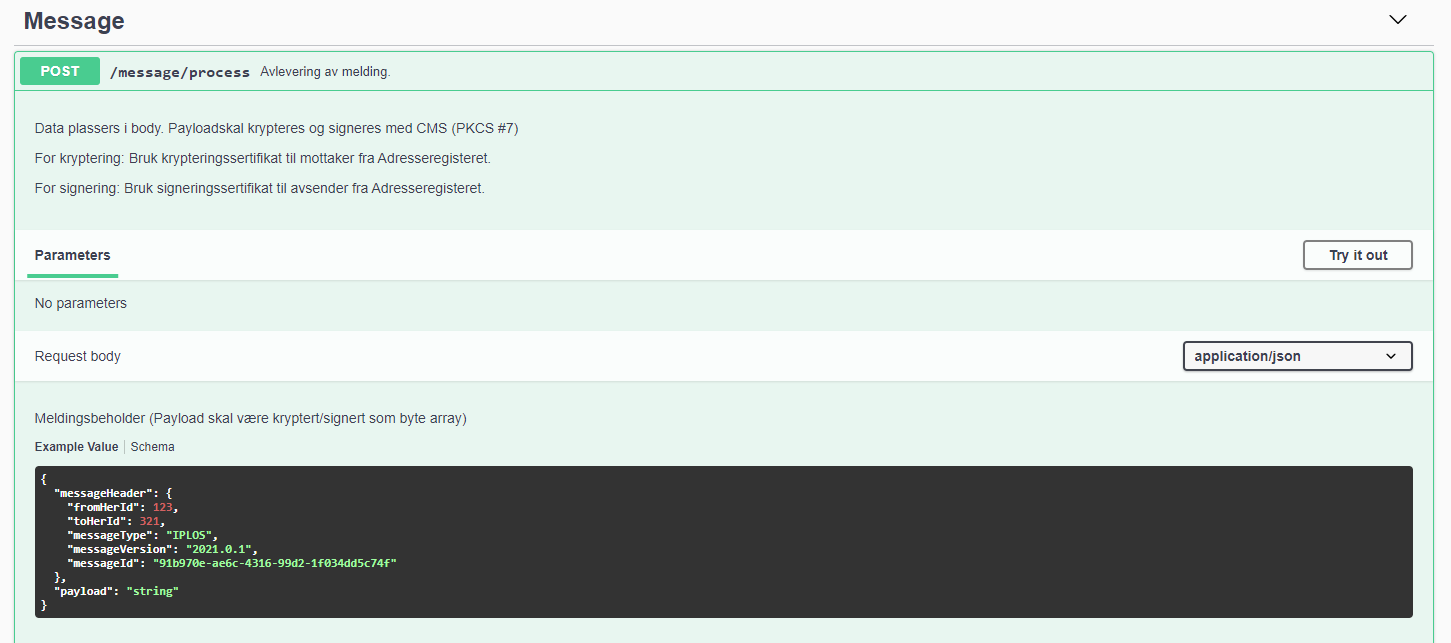 Message
POST /message/process Avlevering av melding.
Data plassers i body. Payloadskal krypteres og signeres med CMS (PKCS #7)
For kryptering: Bruk krypteringssertifikat til mottaker fra Adresseregisteret.
For signering: Bruk signeringssertifikat til avsender fra Adresseregisteret.
Parameters Try it out
No parameters
Request body application/json
Meldingsbeholder (Payload skal være kryptert/signert som byte array)
Example Value Schema
{
"messageHeader": {
"fromHerId": 123,
"toHerId": 321,
"messageType": "IPLOS",
"messageVersion": "2021.0.1",
"messageId": "91b970e-ae6c-4316-99d2-1f034dd5c74f"
},
"payload": "string"
}